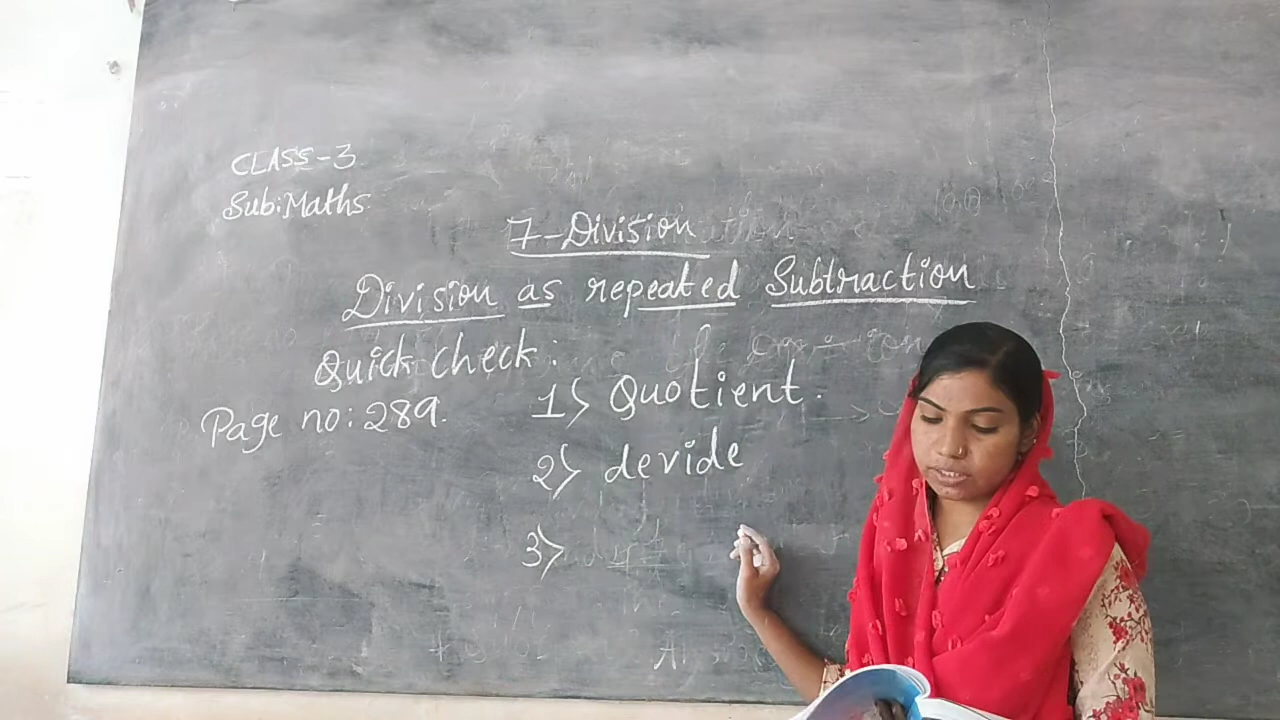 CLASS-3
Sub:Maths
7-Division
Division as repeated Subtraction
Quick check:
1) Quotient.
Page no: 289.
2) devide
3)